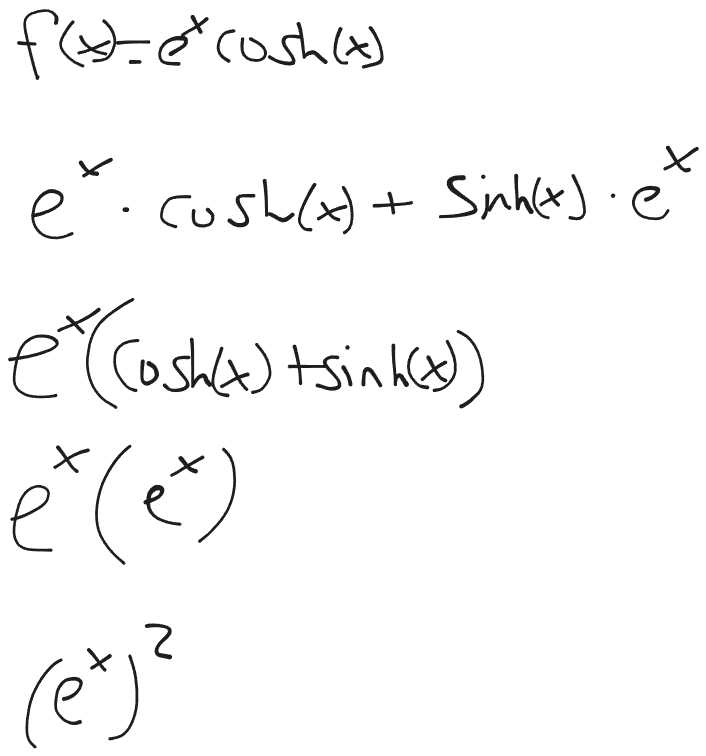 f(x)=e^x cosh(x)
e^x · cosh(x) + sinh(x) · e^x
e^x(cosh(x) + sinh(x))
e^x(e^x)
(e^x)^2